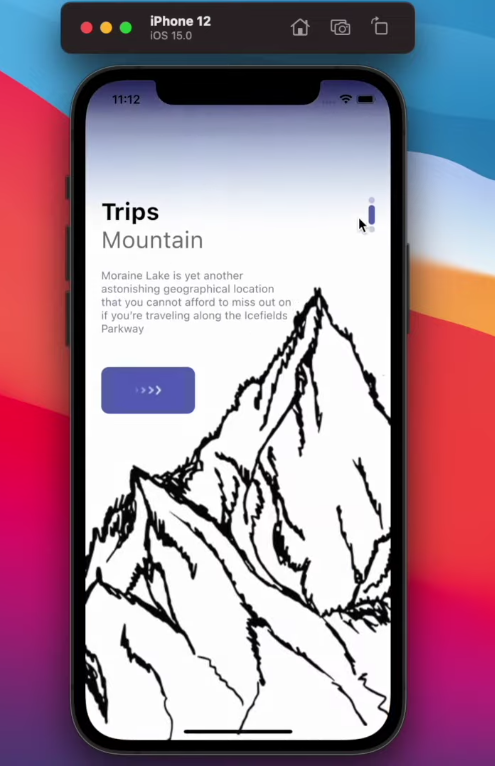 iPhone 12
iOS 15.0
11:12
Trips
Mountain
Moraine Lake is yet another
astonishing geographical location
that you cannot afford to miss out on
if you're traveling along the Icefields
Parkway